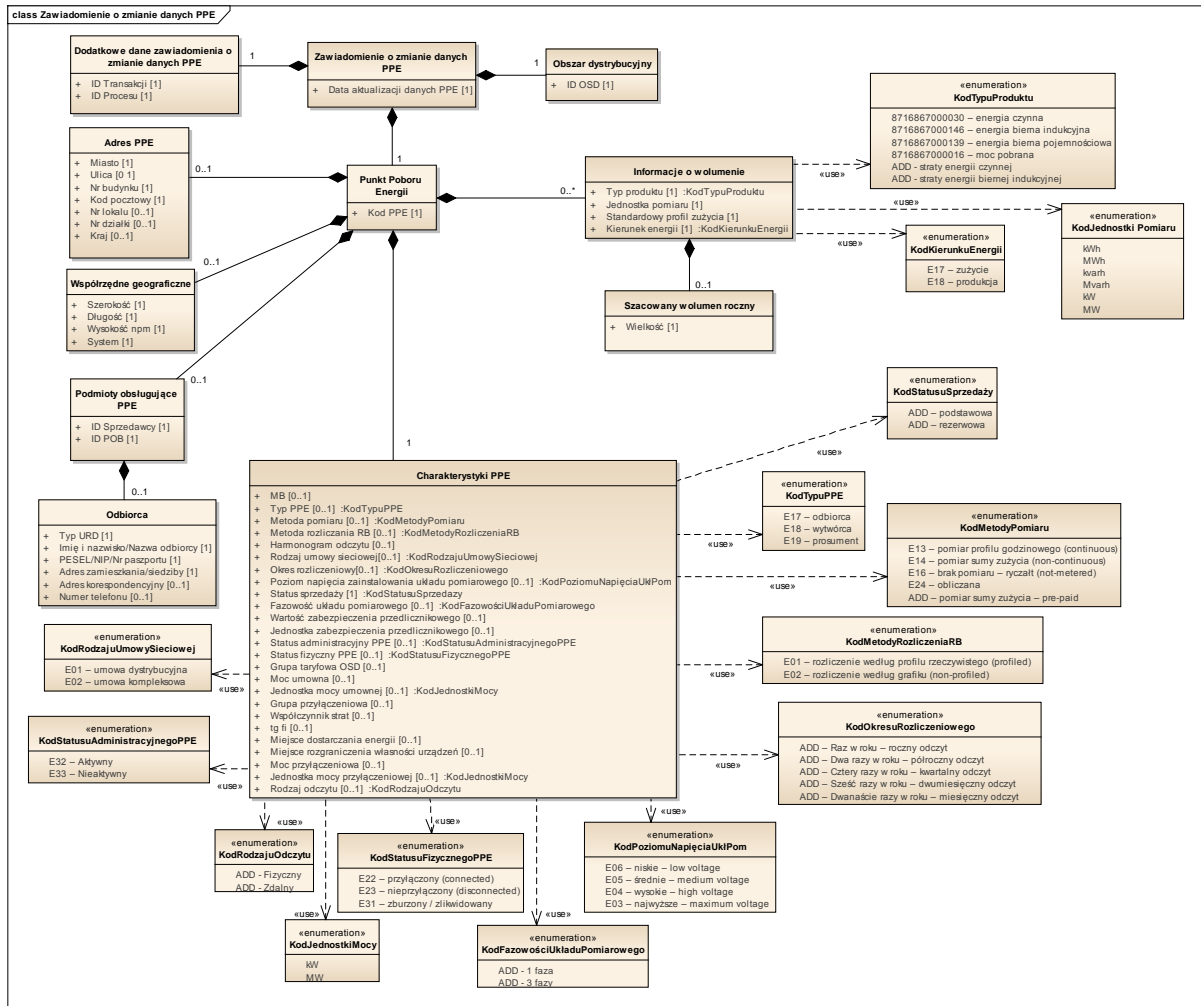 class Zawiadomienie o zmianie danych PPE
Dodatkowe dane zawiadomienia o
zmianie danych PPE
+ ID Transakcji [1]
+ ID Procesu [1]
1
Zawiadomienie o zmianie danych
PPE
+ Data aktualizacji danych PPE [1]
1
Obszar dystrybucyjny
+ ID OSD [1]
1
Adres PPE
+ Miasto [1]
+ Ulica [0 1]
+ Nr budynku [1]
+ Kod pocztowy [1]
+ Nr lokalu [0..1]
+ Nr działki [0..1]
+ Kraj [0..1]
0..1
Punkt Poboru
Energii
+ Kod PPE [1]
0..*
Informacje o wolumenie
+ Typ produktu [1] :KodTypuProduktu
+ Jednostka pomiaru [1]
+ Standardowy profil zużycia [1]
+ Kierunek energii [1] :KodKierunkuEnergii
«use»
«enumeration»
KodTypuProduktu
8716867000030 – energia czynna
8716867000146 – energia bierna indukcyjna
8716867000139 – energia bierna pojemnościowa
8716867000016 – moc pobrana
ADD - straty energii czynnej
ADD - straty energii biernej indukcyjnej
«use»
«enumeration»
KodJednostki Pomiaru
kWh
MWh
kvarh
Mvarh
kW
MW
«use»
«enumeration»
KodKierunkuEnergii
E17 – zużycie
E18 – produkcja
0..1
Współrzędne geograficzne
+ Szerokość [1]
+ Długość [1]
+ Wysokość npm [1]
+ System [1]
0..1
Szacowany wolumen roczny
+ Wielkość [1]
0..1
Podmioty obsługujące
PPE
+ ID Sprzedawcy [1]
+ ID POB [1]
0..1
Odbiorca
+ Typ URD [1]
+ Imię i nazwisko/Nazwa odbiorcy [1]
+ PESEL/NIP/Nr paszportu [1]
+ Adres zamieszkania/siedziby [1]
+ Adres korespondencyjny [0..1]
+ Numer telefonu [0..1]
1
Charakterystyki PPE
+ MB [0..1]
+ Typ PPE [0..1] :KodTypuPPE
+ Metoda pomiaru [0..1] :KodMetodyPomiaru
+ Metoda rozliczania RB [0..1] :KodMetodyRozliczeniaRB
+ Harmonogram odczytu [0..1]
+ Rodzaj umowy sieciowej[0..1] :KodRodzajuUmowySieciowej
+ Okres rozliczeniowy[0..1] :KodOkresuRozliczeniowego
+ Poziom napięcia zainstalowania układu pomiarowego [0..1] :KodPoziomuNapięciaUkłPom
+ Status sprzedaży [1] :KodStatusuSprzedazy
+ Fazowość układu pomiarowego [0..1] :KodFazowościUkładuPomiarowego
+ Wartość zabezpieczenia przedlicznikowego [0..1]
+ Jednostka zabezpieczenia przedlicznikowego [0..1]
+ Status administracyjny PPE [0..1] :KodStatusuAdministracyjnegoPPE
+ Status fizyczny PPE [0..1] :KodStatusuFizycznegoPPE
+ Grupa taryfowa OSD [0..1]
+ Moc umowna [0..1]
+ Jednostka mocy umownej [0..1] :KodJednostkiMocy
+ Grupa przyłączeniowa [0..1]
+ Współczynnik strat [0..1]
+ tg fi [0..1]
+ Miejsce dostarczania energii [0..1]
+ Miejsce rozgraniczenia własności urządzeń [0..1]
+ Moc przyłączeniowa [0..1]
+ Jednostka mocy przyłączeniowej [0..1] :KodJednostkiMocy
+ Rodzaj odczytu [0..1] :KodRodzajuOdczytu
«use»
«enumeration»
KodStatusuSprzedaży
ADD – podstawowa
ADD – rezerwowa
«use»
«enumeration»
KodTypuPPE
E17 – odbiorca
E18 – wytwórca
E19 – prosument
«use»
«enumeration»
KodMetodyPomiaru
E13 – pomiar profilu godzinowego (continuous)
E14 – pomiar sumy zużycia (non-continuous)
E16 – brak pomiaru – ryczałt (not-metered)
E24 – obliczana
ADD – pomiar sumy zużycia – pre-paid
«use»
«enumeration»
KodMetodyRozliczeniaRB
E01 – rozliczenie według profilu rzeczywistego (profiled)
E02 – rozliczenie według grafiku (non-profiled)
«use»
«enumeration»
KodOkresuRozliczeniowego
ADD – Raz w roku – roczny odczyt
ADD – Dwa razy w roku – półroczny odczyt
ADD – Cztery razy w roku – kwartalny odczyt
ADD – Sześć razy w roku – dwumiesięczny odczyt
ADD – Dwanaście razy w roku – miesięczny odczyt
«enumeration»
KodRodzajuUmowySieciowej
E01 – umowa dystrybucyjna
E02 – umowa kompleksowa
«use»
«enumeration»
KodStatusuAdministracyjnegoPPE
E32 – Aktywny
E33 – Nieaktywny
«use»
«use»
«enumeration»
KodRodzajuOdczytu
ADD - Fizyczny
ADD - Zdalny
«use»
«enumeration»
KodStatusuFizycznegoPPE
E22 – przyłączony (connected)
E23 – nieprzyłączony (disconnected)
E31 – zburzony / zlikwidowany
«use»
«enumeration»
KodPoziomuNapięciaUkłPom
E06 – niskie – low voltage
E05 – średnie – medium voltage
E04 – wysokie – high voltage
E03 – najwyższe – maximum voltage
«use»
«enumeration»
KodJednostkiMocy
kW
MW
«use»
«enumeration»
KodFazowościUkładuPomiarowego
ADD - 1 faza
ADD - 3 fazy